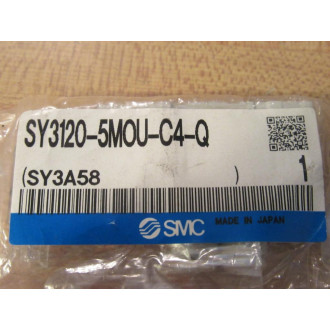 SY3120-5MOU-C4-Q
(SY3A58 ) 1
SMC MADE IN JAPAN